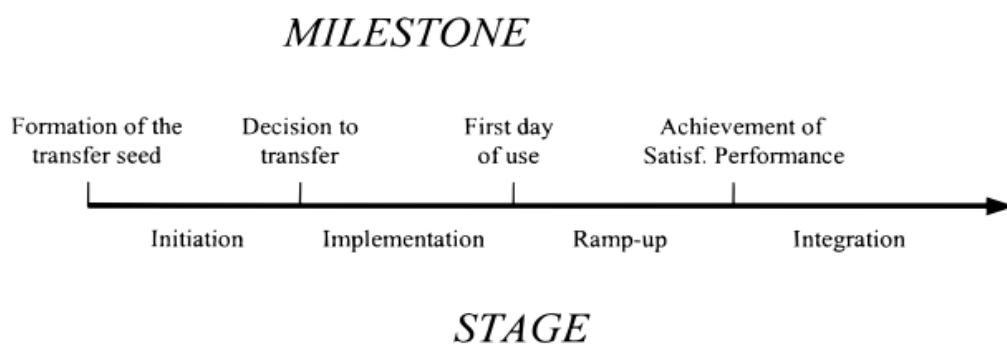 MILESTONE
Formation of the
transfer seed
Decision to
transfer
First day
of use
Achievement of
Satisf. Performance
Initiation
Implementation
Ramp-up
Integration
STAGE